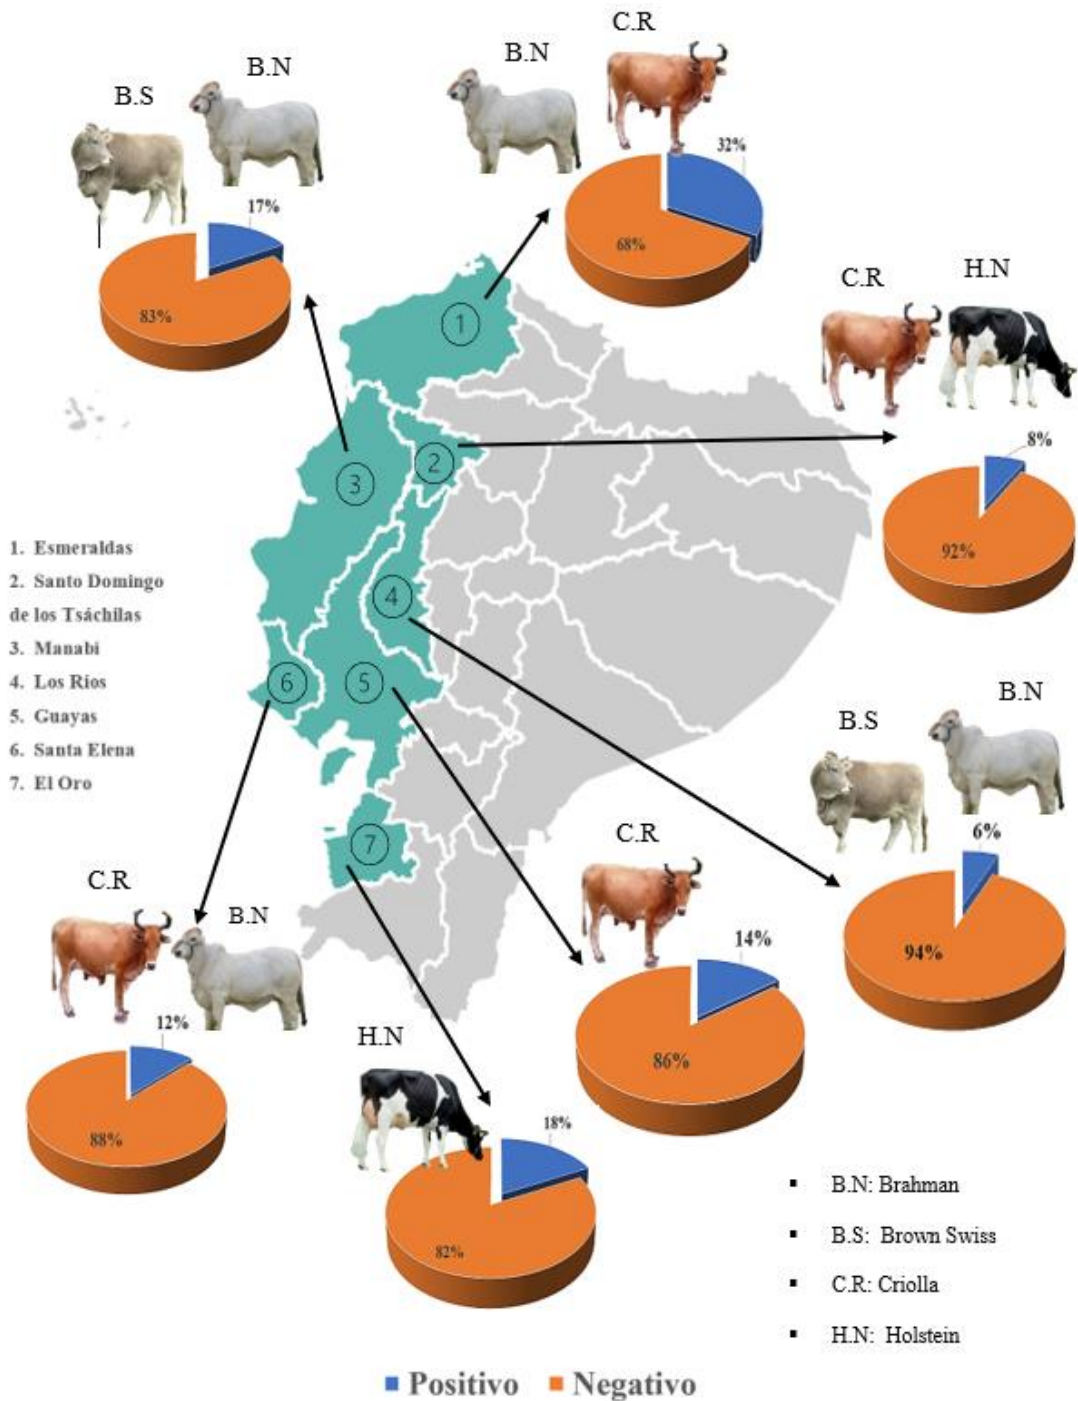 C.R
B.N
B.N
B.S
32%
17%
68%
H.N
C.R
83%
1
8%
2
3
92%
1. Esmeraldas
2. Santo Domingo
de los Tsáchilas
3. Manabí
4. Los Ríos
5. Guayas
6. Santa Elena
7. El Oro
4
6
5
B.N
B.S
7
6%
C.R
C.R
B.N
14%
94%
12%
H.N
86%
88%
18%
82%
▪ B.N: Brahman
▪ B.S: Brown Swiss
▪ C.R: Criolla
▪ H.N: Holstein
Positivo Negativo